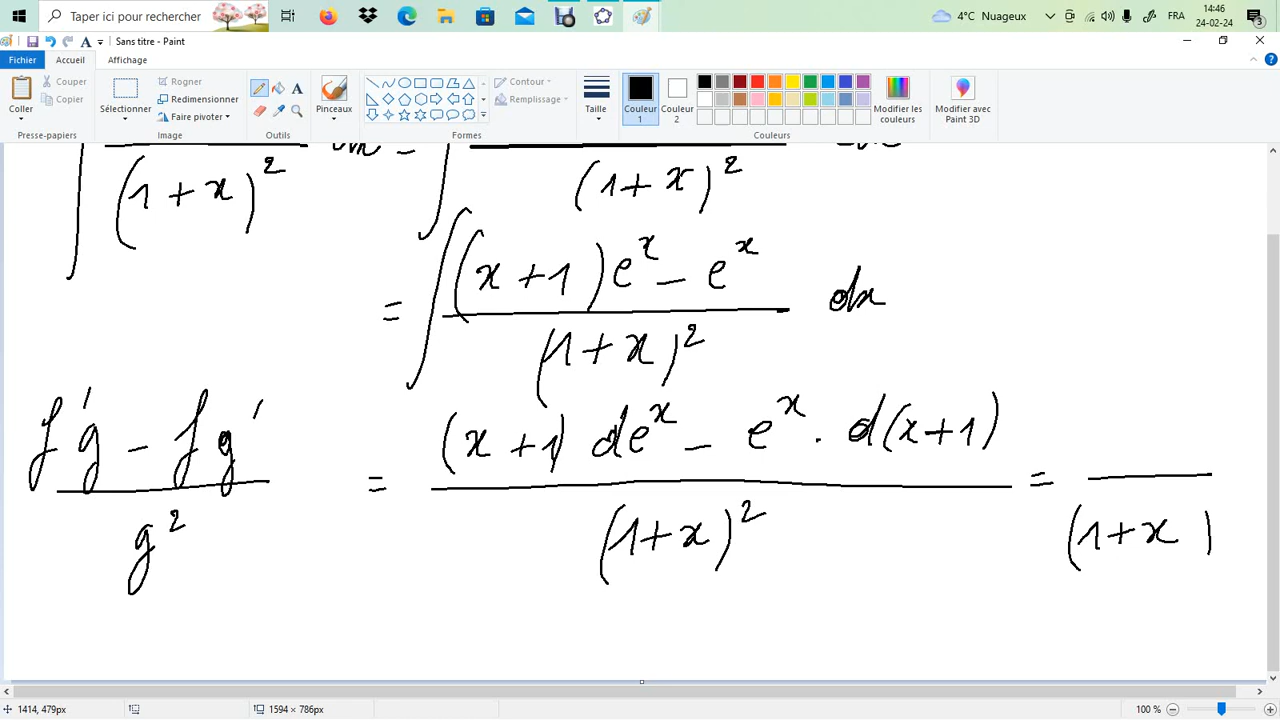 Taper ici pour rechercher
4°C Nuageux
FRA
14:46
24-02-24
3
Sans titre - Paint
Fichier Accueil Affichage
Coller
Couper
Copier
Presse-papiers
Sélectionner
Rogner
Redimensionner
Faire pivoter
Image
A
Outils
Pinceaux
Contour
Remplissage
Formes
Taille
Couleur 1
Couleur 2
Modifier les couleurs
Couleurs
Modifier avec Paint 3D
∫ ―/(1 + x)² dx = ∫ ―/(1 + x)² dx
= ∫ ((x + 1) eˣ − eˣ)/(1 + x)² dx
(f'g − fg')/g² = ((x + 1) deˣ − eˣ . d(x + 1))/(1 + x)² = ―/(1 + x)
1414, 479px
1594 × 786px
100 %